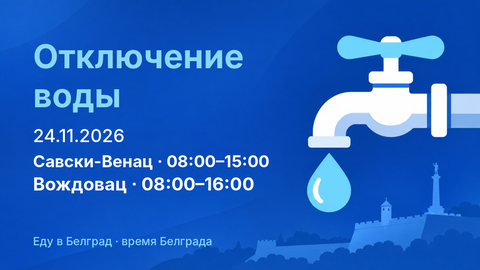 Отключение
воды
24.11.2026
Савски-Венац · 08:00–15:00
Вождовац · 08:00–16:00
Еду в Белград · время Белграда